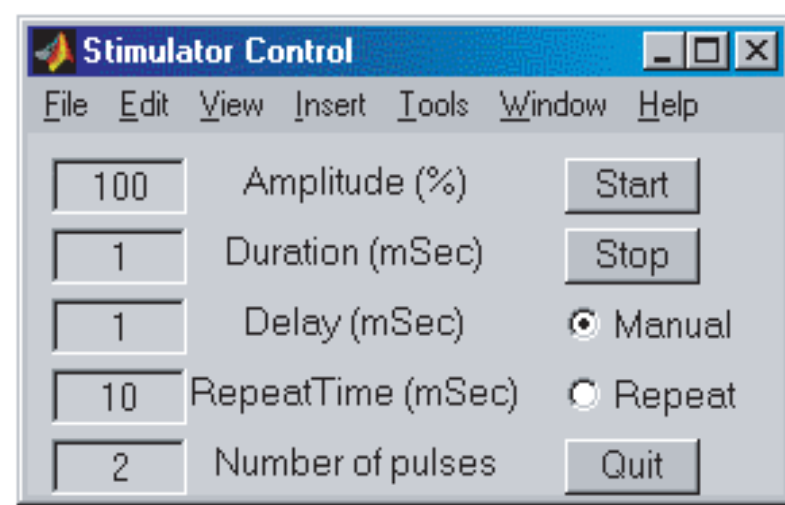 Stimulator Control
File Edit View Insert Tools Window Help
100 Amplitude (%) Start
1 Duration (mSec) Stop
1 Delay (mSec) Manual
10 RepeatTime (mSec) Repeat
2 Number of pulses Quit